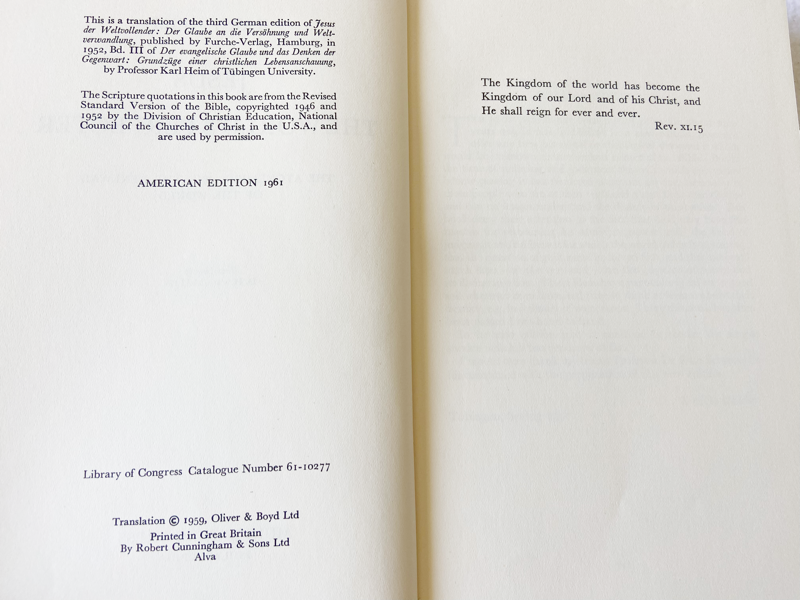 This is a translation of the third German edition of Jesus
der Weltvollender: Der Glaube an die Versöhnung und Welt-
verwandlung, published by Furche-Verlag, Hamburg, in
1952, Bd. III of Der evangelische Glaube und das Denken der
Gegenwart: Grundzüge einer christlichen Lebensanschauung,
by Professor Karl Heim of Tübingen University.
The Scripture quotations in this book are from the Revised
Standard Version of the Bible, copyrighted 1946 and
1952 by the Division of Christian Education, National
Council of the Churches of Christ in the U.S.A., and
are used by permission.
AMERICAN EDITION 1961
Library of Congress Catalogue Number 61-10277
Translation © 1959, Oliver & Boyd Ltd
Printed in Great Britain
By Robert Cunningham & Sons Ltd
Alva
The Kingdom of the world has become the
Kingdom of our Lord and of his Christ, and
He shall reign for ever and ever.
Rev. XI.15